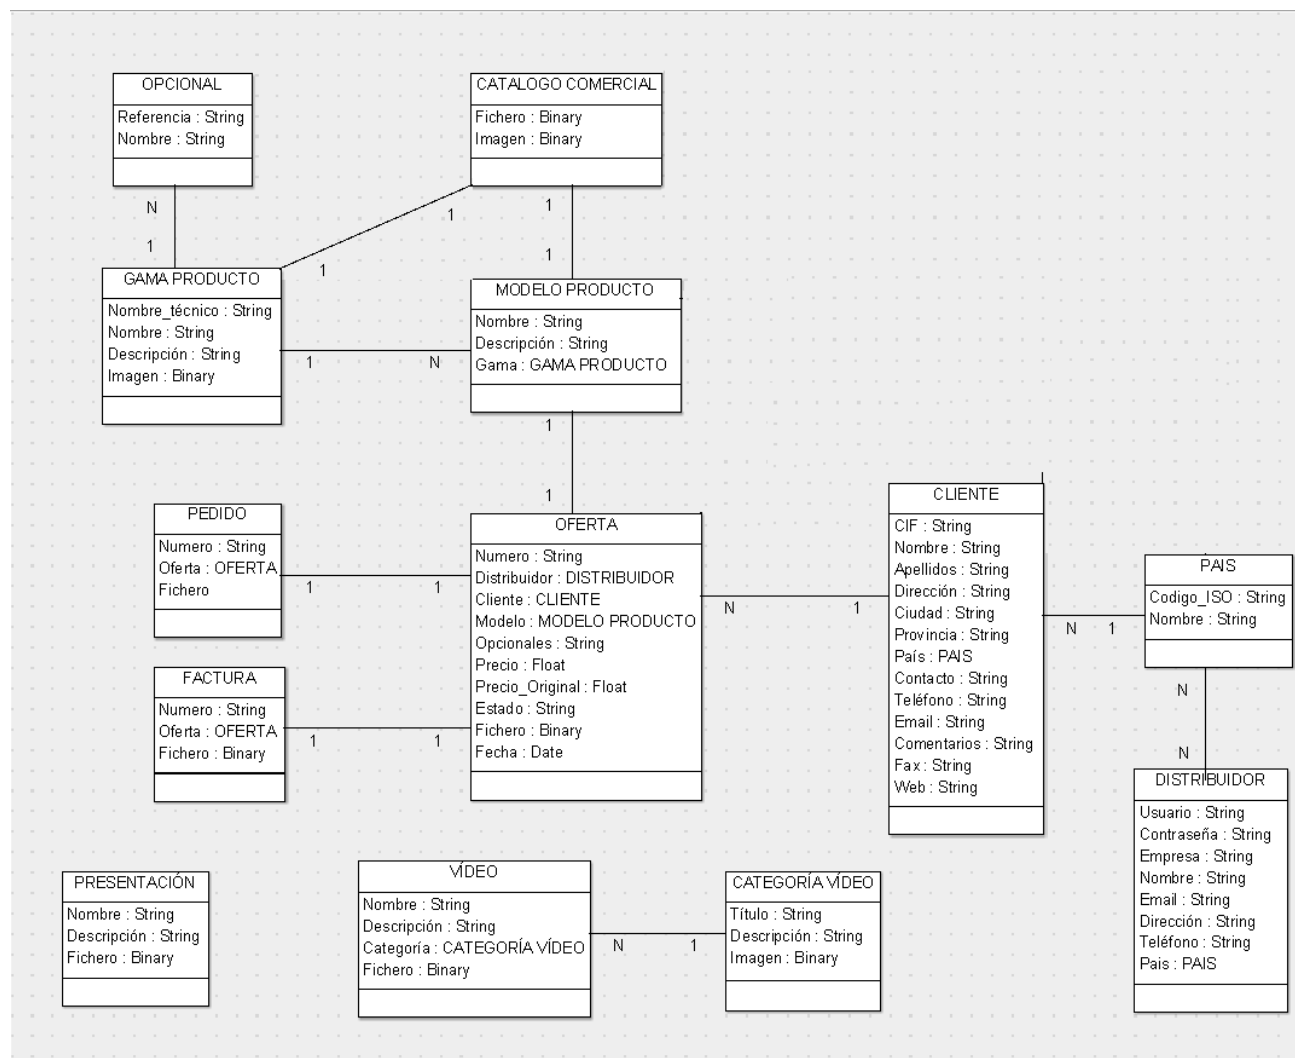 OPCIONAL
Referencia : String
Nombre : String
CATALOGO COMERCIAL
Fichero : Binary
Imagen : Binary
N
1
1
1
1
1
GAMA PRODUCTO
Nombre_técnico : String
Nombre : String
Descripción : String
Imagen : Binary
1
N
MODELO PRODUCTO
Nombre : String
Descripción : String
Gama : GAMA PRODUCTO
1
1
PEDIDO
Numero : String
Oferta : OFERTA
Fichero
1
1
OFERTA
Numero : String
Distribuidor : DISTRIBUIDOR
Cliente : CLIENTE
Modelo : MODELO PRODUCTO
Opcionales : String
Precio : Float
Precio_Original : Float
Estado : String
Fichero : Binary
Fecha : Date
N
1
CLIENTE
CIF : String
Nombre : String
Apellidos : String
Dirección : String
Ciudad : String
Provincia : String
País : PAIS
Contacto : String
Teléfono : String
Email : String
Comentarios : String
Fax : String
Web : String
N
1
PAIS
Codigo_ISO : String
Nombre : String
N
N
FACTURA
Numero : String
Oferta : OFERTA
Fichero : Binary
1
1
DISTRIBUIDOR
Usuario : String
Contraseña : String
Empresa : String
Nombre : String
Email : String
Dirección : String
Teléfono : String
Pais : PAIS
PRESENTACIÓN
Nombre : String
Descripción : String
Fichero : Binary
VÍDEO
Nombre : String
Descripción : String
Categoría : CATEGORÍA VÍDEO
Fichero : Binary
N
1
CATEGORÍA VÍDEO
Título : String
Descripción : String
Imagen : Binary